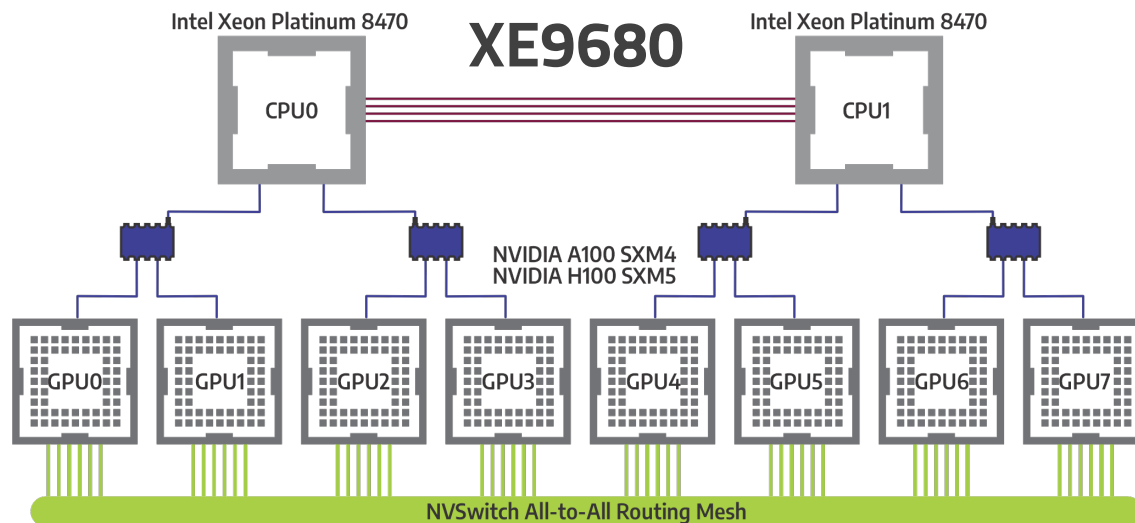 Intel Xeon Platinum 8470
XE9680
Intel Xeon Platinum 8470
CPU0
CPU1
NVIDIA A100 SXM4
NVIDIA H100 SXM5
GPU0
GPU1
GPU2
GPU3
GPU4
GPU5
GPU6
GPU7
NVSwitch All-to-All Routing Mesh